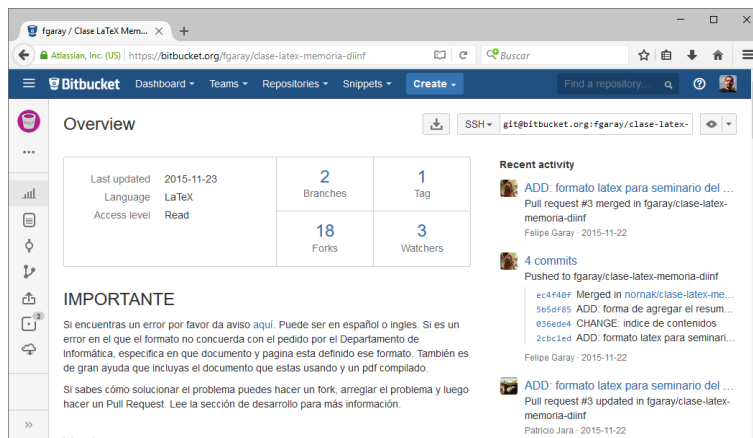 fgaray / Clase LaTeX Mem...
Atlassian, Inc. (US) https://bitbucket.org/fgaray/clase-latex-memoria-diinf
Buscar
Bitbucket Dashboard Teams Repositories Snippets Create Find a repository...
Overview
SSH git@bitbucket.org:fgaray/clase-latex-
Last updated 2015-11-23
Language LaTeX
Access level Read
2
Branches
1
Tag
18
Forks
3
Watchers
3
IMPORTANTE
Si encuentras un error por favor da aviso aquí. Puede ser en español o ingles. Si es un
error en el que el formato no concuerda con el pedido por el Departamento de
Informática, especifica en que documento y pagina esta definido ese formato. También es
de gran ayuda que incluyas el documento que estas usando y un pdf compilado.
Si sabes cómo solucionar el problema puedes hacer un fork, arreglar el problema y luego
hacer un Pull Request. Lee la sección de desarrollo para más información.
Recent activity
ADD: formato latex para seminario del ...
Pull request #3 merged in fgaray/clase-latex-
memoria-diinf
Felipe Garay · 2015-11-22
4 commits
Pushed to fgaray/clase-latex-memoria-diinf
ec4f40f Merged in nomak/clase-latex-me...
5b5df85 ADD: forma de agregar el resum...
036ede4 CHANGE: indice de contenidos
2cbc1ed ADD: formato latex para seminari...
Felipe Garay · 2015-11-22
ADD: formato latex para seminario del ...
Pull request #3 updated in fgaray/clase-latex-
memoria-diinf
Patricio Jara · 2015-11-22